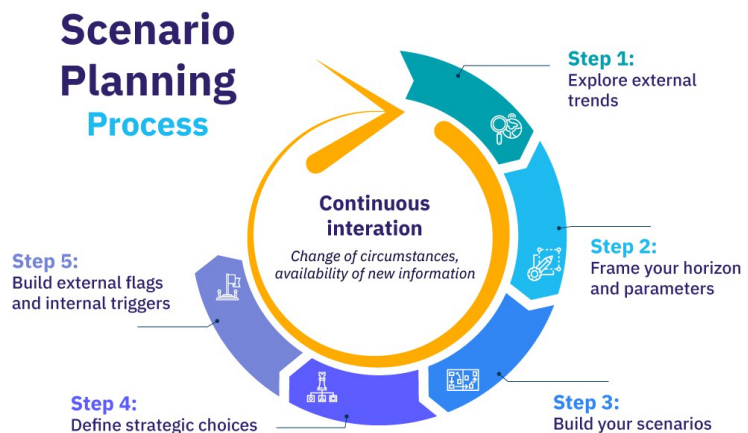 Scenario
Planning
Process
Step 1:
Explore external
trends
Step 2:
Frame your horizon
and parameters
Step 3:
Build your scenarios
Step 4:
Define strategic choices
Step 5:
Build external flags
and internal triggers
Continuous
interation
Change of circumstances,
availability of new information